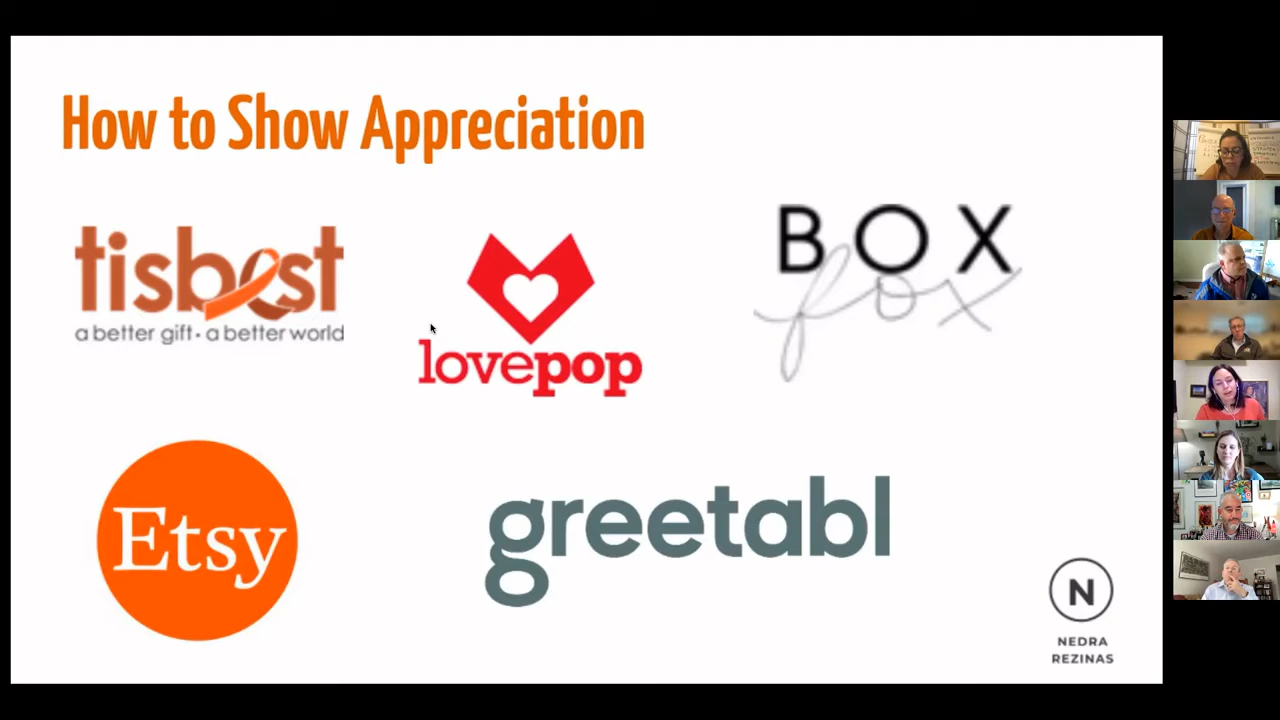 How to Show Appreciation
tisbest
a better gift • a better world
lovepop
BOX
fox
Etsy
greetabl
N
NEDRA
REZINAS